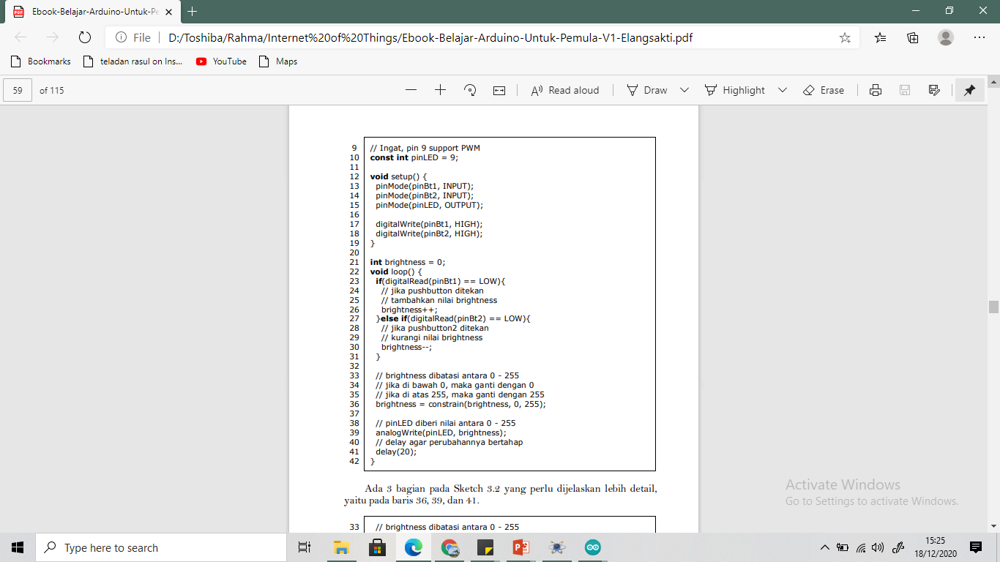 Ebook-Belajar-Arduino-Untuk-Pe
File
D:/Toshiba/Rahma/Internet%20of%20Things/Ebook-Belajar-Arduino-Untuk-Pemula-V1-Elangsakti.pdf
Bookmarks
teladan rasul on Ins...
YouTube
Maps
59
of 115
Read aloud
Draw
Highlight
Erase
9 // Ingat, pin 9 support PWM
10 const int pinLED = 9;
11
12 void setup() {
13 pinMode(pinBt1, INPUT);
14 pinMode(pinBt2, INPUT);
15 pinMode(pinLED, OUTPUT);
16
17 digitalWrite(pinBt1, HIGH);
18 digitalWrite(pinBt2, HIGH);
19 }
20
21 int brightness = 0;
22 void loop() {
23 if(digitalRead(pinBt1) == LOW){
24 // jika pushbutton ditekan
25 // tambahkan nilai brightness
26 brightness++;
27 }else if(digitalRead(pinBt2) == LOW){
28 // jika pushbutton2 ditekan
29 // kurangi nilai brightness
30 brightness--;
31 }
32
33 // brightness dibatasi antara 0 - 255
34 // jika di bawah 0, maka ganti dengan 0
35 // jika di atas 255, maka ganti dengan 255
36 brightness = constrain(brightness, 0, 255);
37
38 // pinLED diberi nilai antara 0 - 255
39 analogWrite(pinLED, brightness);
40 // delay agar perubahannya bertahap
41 delay(20);
42 }
Ada 3 bagian pada Sketch 3.2 yang perlu dijelaskan lebih detail,
yaitu pada baris 36, 39, dan 41.
33 // brightness dibatasi antara 0 - 255
Activate Windows
Go to Settings to activate Windows.
Type here to search
15:25
18/12/2020